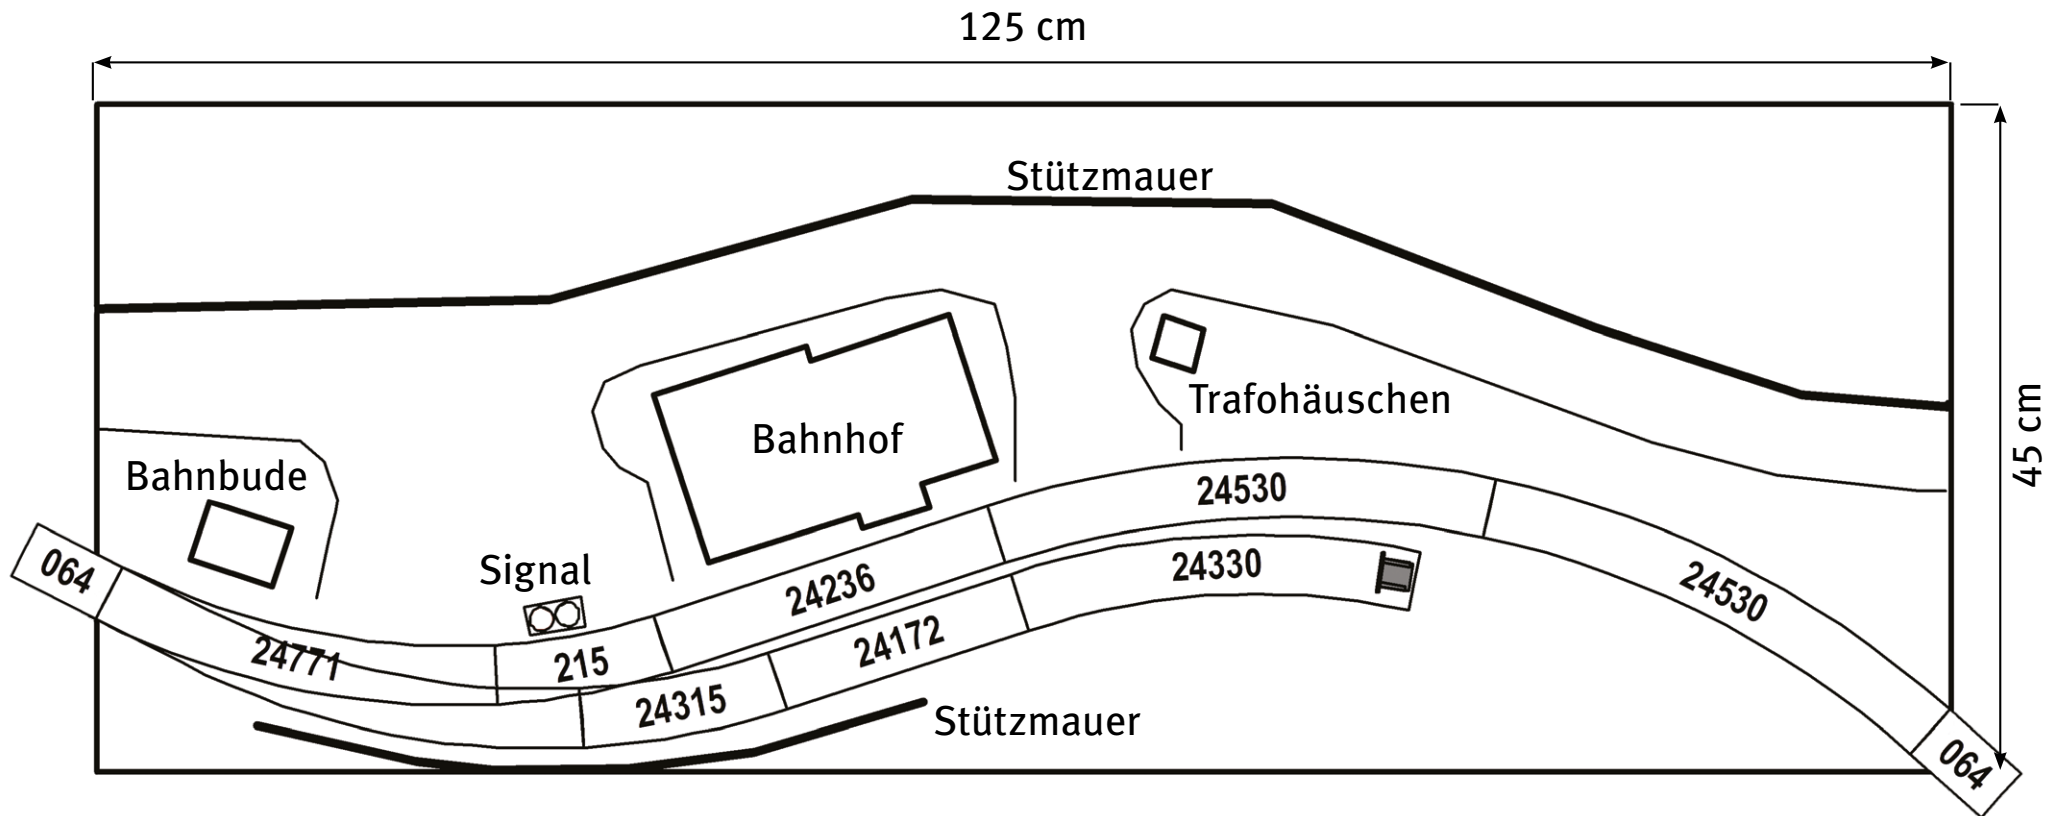 125 cm
Stützmauer
45 cm
Trafohäuschen
Bahnhof
Bahnbude
24530
064
Signal
24330
24236
24530
24771
215
24172
24315
Stützmauer
064